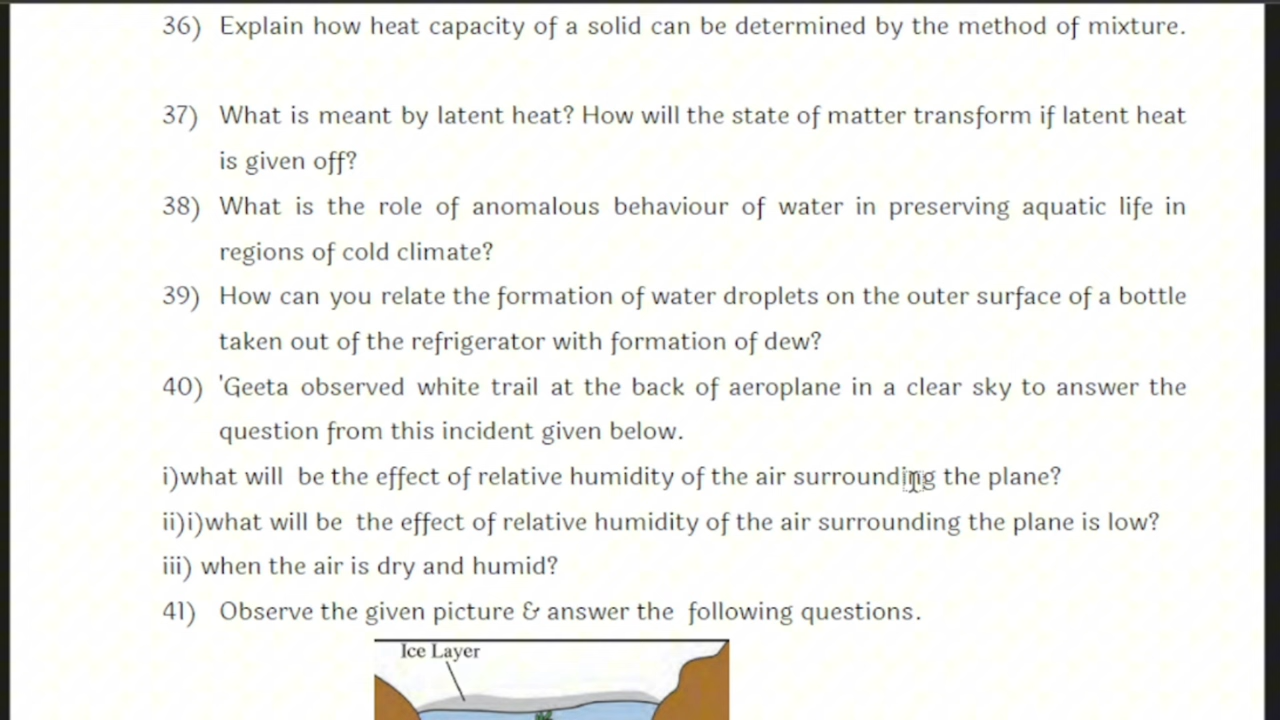 36) Explain how heat capacity of a solid can be determined by the method of mixture.
37) What is meant by latent heat? How will the state of matter transform if latent heat
is given off?
38) What is the role of anomalous behaviour of water in preserving aquatic life in
regions of cold climate?
39) How can you relate the formation of water droplets on the outer surface of a bottle
taken out of the refrigerator with formation of dew?
40) 'Geeta observed white trail at the back of aeroplane in a clear sky to answer the
question from this incident given below.
i)what will be the effect of relative humidity of the air surrounding the plane?
ii)i)what will be the effect of relative humidity of the air surrounding the plane is low?
iii) when the air is dry and humid?
41) Observe the given picture & answer the following questions.
Ice Layer